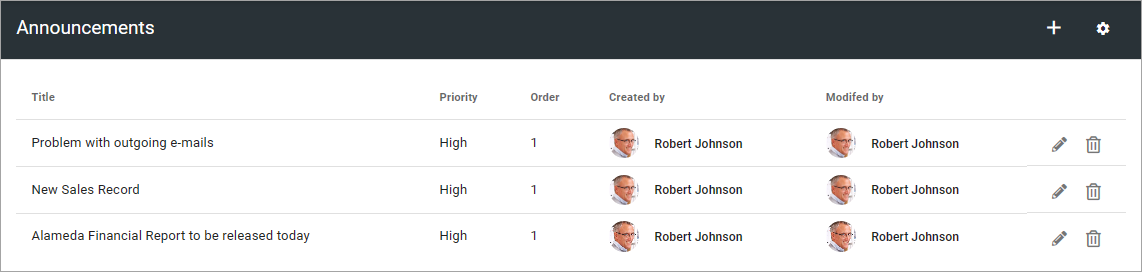 Announcements
Title Priority Order Created by Modifed by
Problem with outgoing e-mails High 1 Robert Johnson Robert Johnson
New Sales Record High 1 Robert Johnson Robert Johnson
Alameda Financial Report to be released today High 1 Robert Johnson Robert Johnson